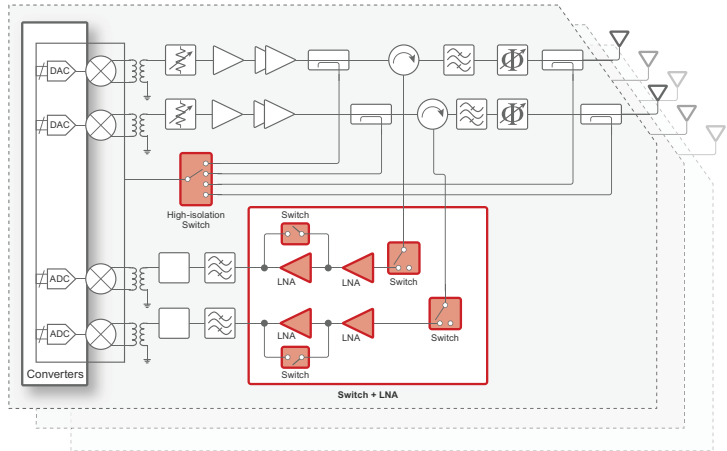 DAC
Φ
DAC
Φ
High-isolation
Switch
Switch
LNA
LNA
Switch
ADC
ADC
LNA
LNA
Switch
Switch
Converters
Switch + LNA